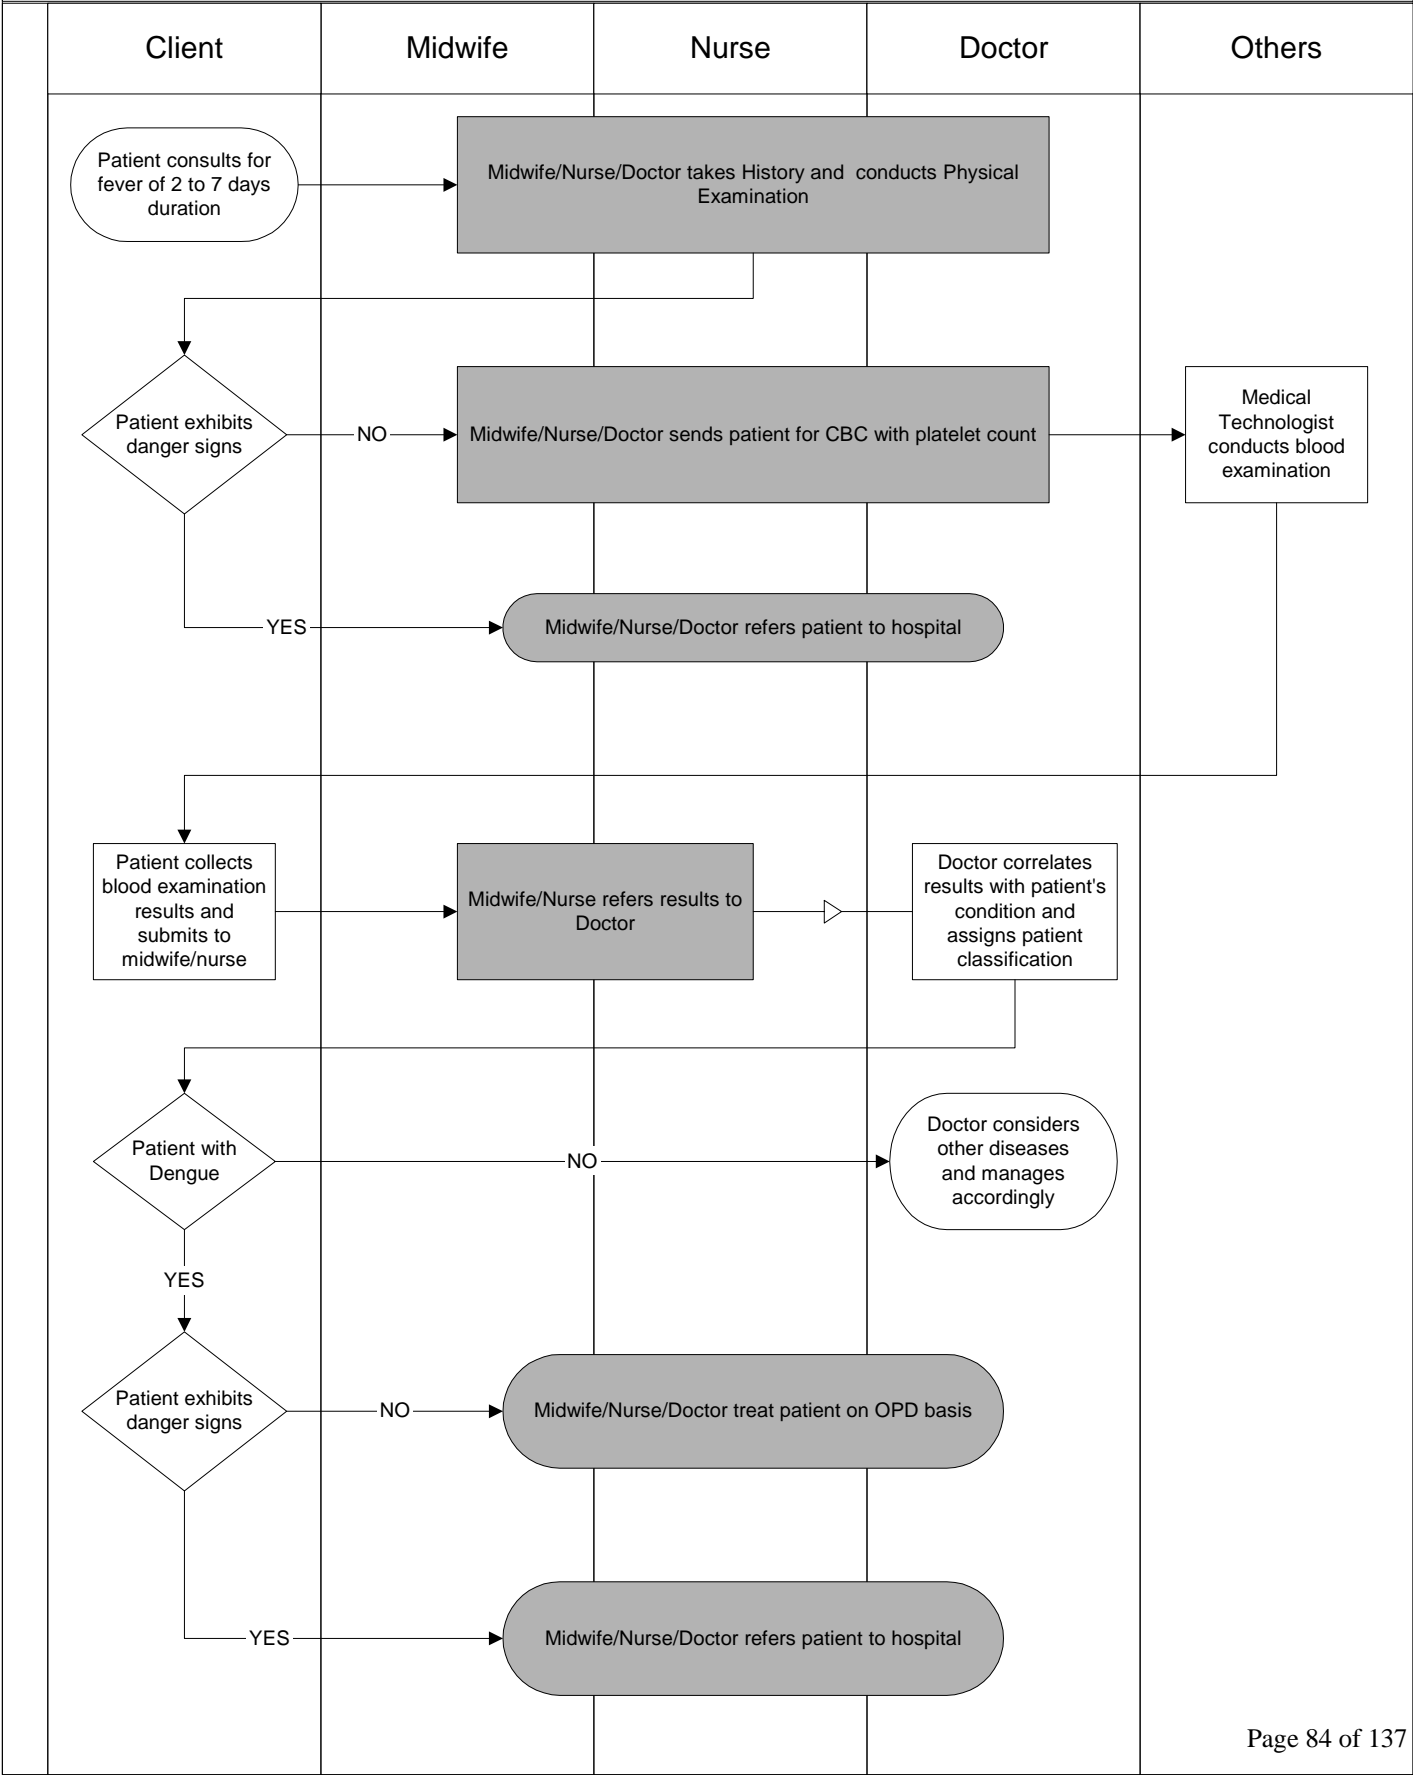 Client
Midwife
Nurse
Doctor
Others
Patient consults for
fever of 2 to 7 days
duration
Midwife/Nurse/Doctor takes History and  conducts Physical
Examination
Patient exhibits
danger signs
NO
Midwife/Nurse/Doctor sends patient for CBC with platelet count
Medical
Technologist
conducts blood
examination
YES
Midwife/Nurse/Doctor refers patient to hospital
Patient collects
blood examination
results and
submits to
midwife/nurse
Midwife/Nurse refers results to
Doctor
Doctor correlates
results with patient's
condition and
assigns patient
classification
Patient with
Dengue
NO
Doctor considers
other diseases
and manages
accordingly
YES
Patient exhibits
danger signs
NO
Midwife/Nurse/Doctor treat patient on OPD basis
YES
Midwife/Nurse/Doctor refers patient to hospital
Page 84 of 137